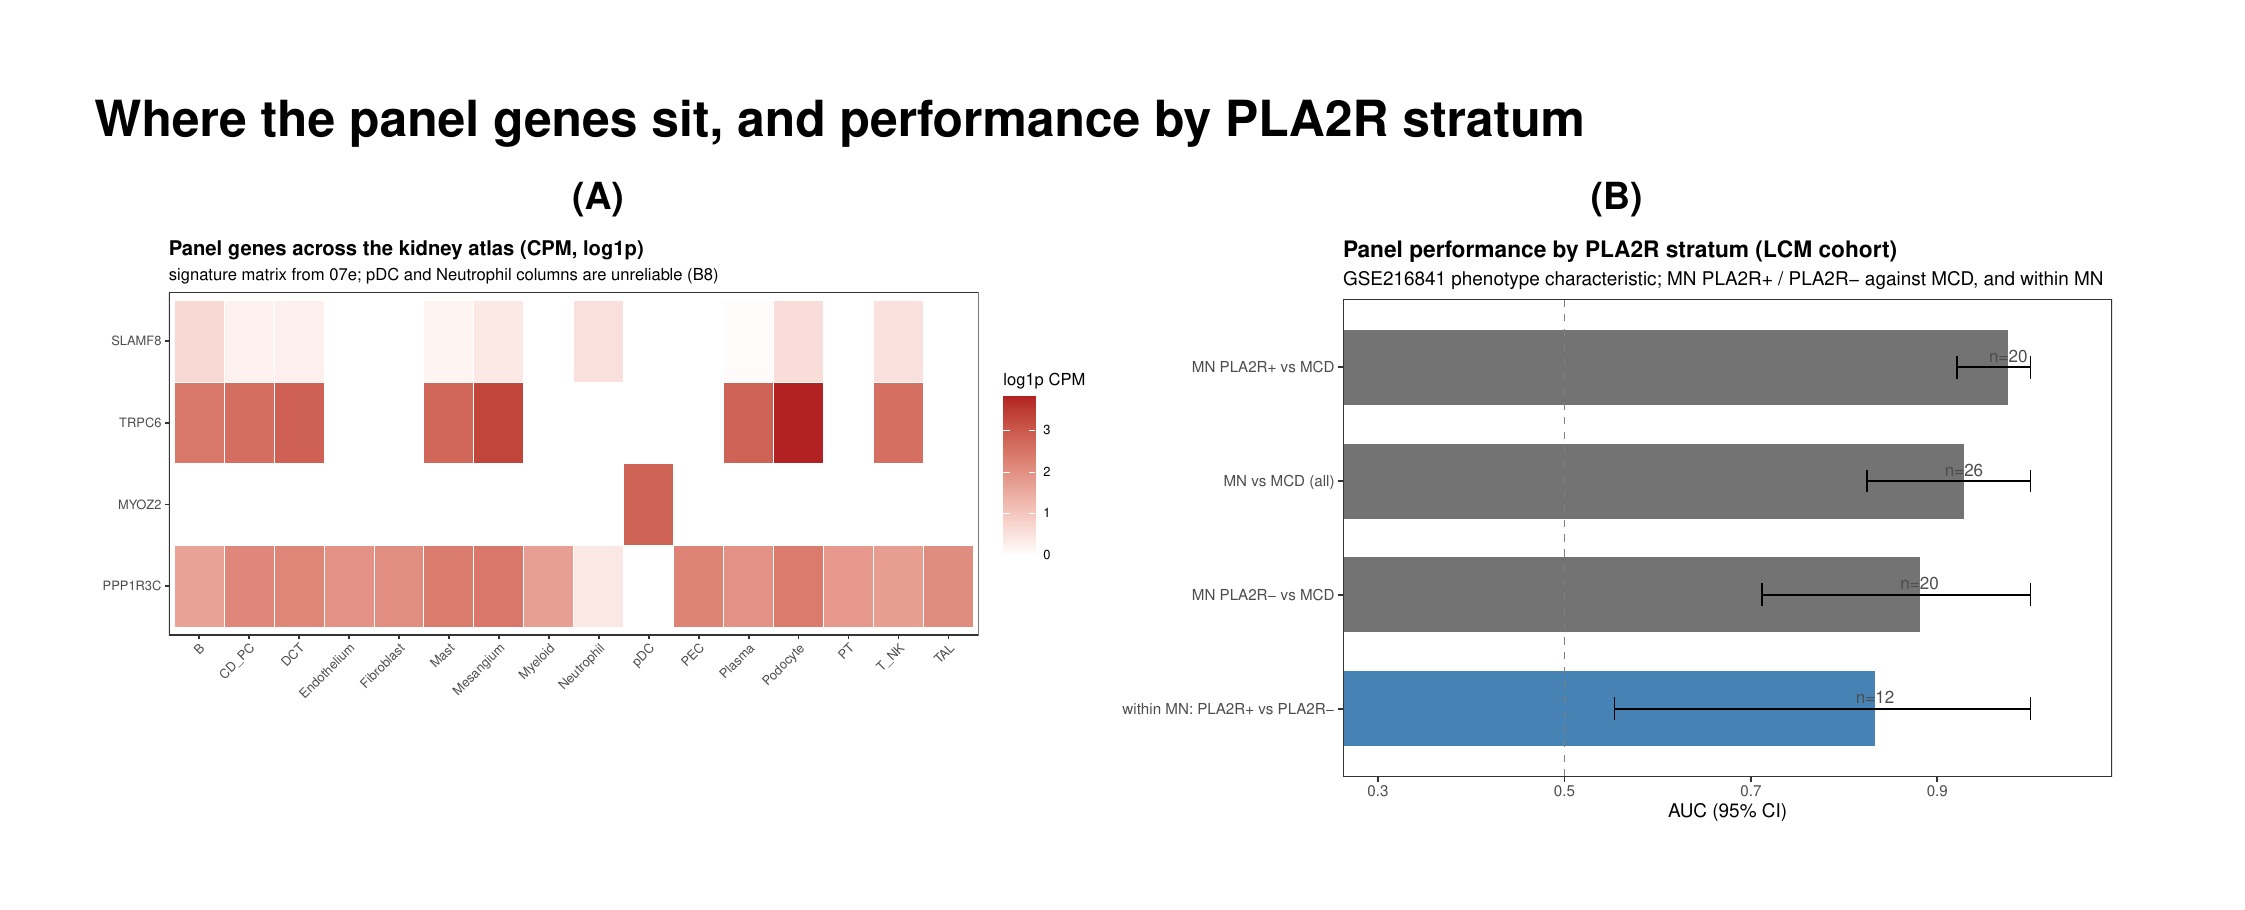 Where the panel genes sit, and performance by PLA2R stratum
(A)
Panel genes across the kidney atlas (CPM, log1p)
signature matrix from 07e; pDC and Neutrophil columns are unreliable (B8)
SLAMF8
TRPC6
MYOZ2
PPP1R3C
B
CD_PC
DCT
Endothelium
Fibroblast
Mast
Mesangium
Myeloid
Neutrophil
pDC
PEC
Plasma
Podocyte
PT
T_NK
TAL
log1p CPM
3
2
1
0
(B)
Panel performance by PLA2R stratum (LCM cohort)
GSE216841 phenotype characteristic; MN PLA2R+ / PLA2R− against MCD, and within MN
MN PLA2R+ vs MCD
n=20
MN vs MCD (all)
n=26
MN PLA2R− vs MCD
n=20
within MN: PLA2R+ vs PLA2R−
n=12
0.3
0.5
0.7
0.9
AUC (95% CI)